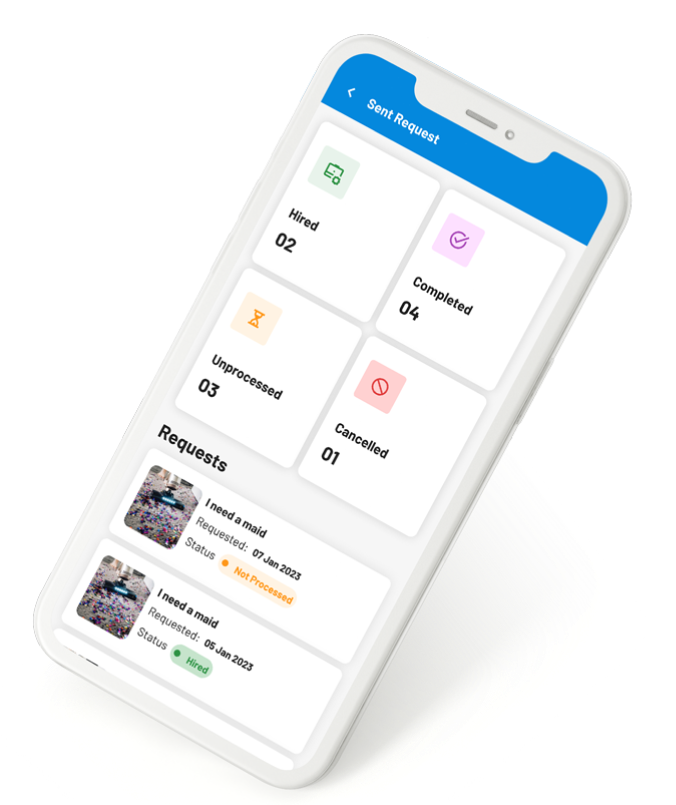 Sent Request
Hired
02
Completed
04
Unprocessed
03
Cancelled
01
Requests
I need a maid
Requested: 07 Jan 2023
Status Not Processed
I need a maid
Requested: 05 Jan 2023
Status Hired